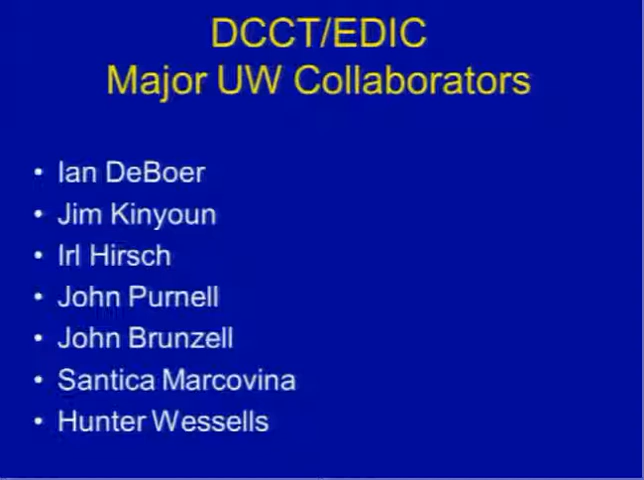 DCCT/EDIC
Major UW Collaborators
• Ian DeBoer
• Jim Kinyoun
• Irl Hirsch
• John Purnell
• John Brunzell
• Santica Marcovina
• Hunter Wessells